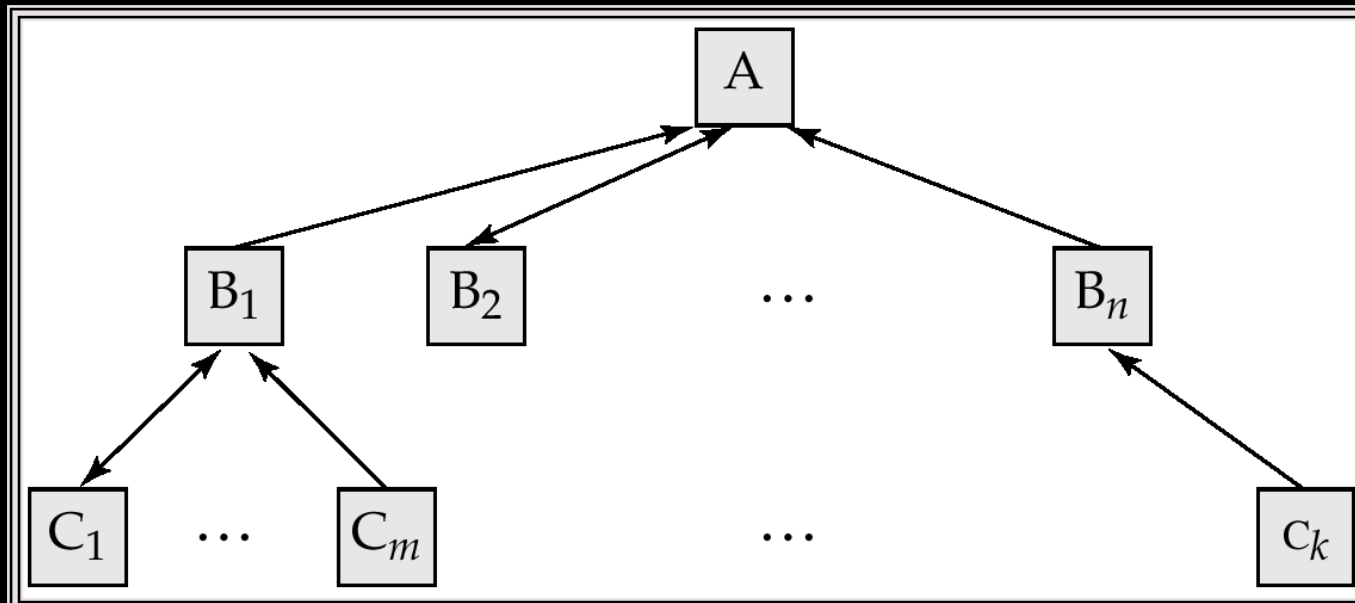 A
B₁ B₂ … Bₙ
C₁ … Cₘ … Cₖ